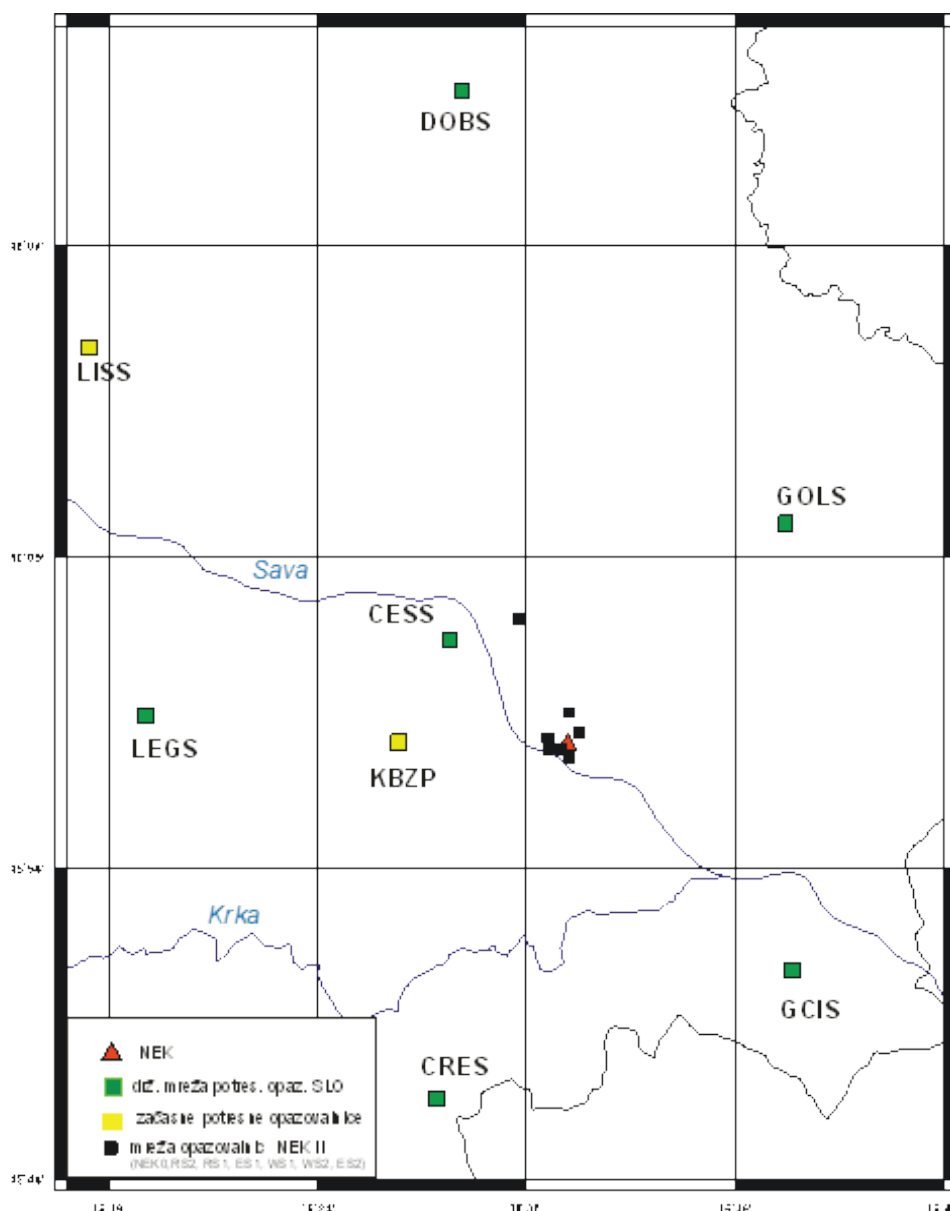 DOBS
LISS
GOLS
Sava
CESS
LEGS
KBZP
Krka
GCIS
CRES
NEK
drž. mreža potres. opaz. SLO
začasne potresne opazovalnice
mreža opazovalnic NEK II
(NEK0,RS2, RS1, ES1, WS1, WS2, ES2)